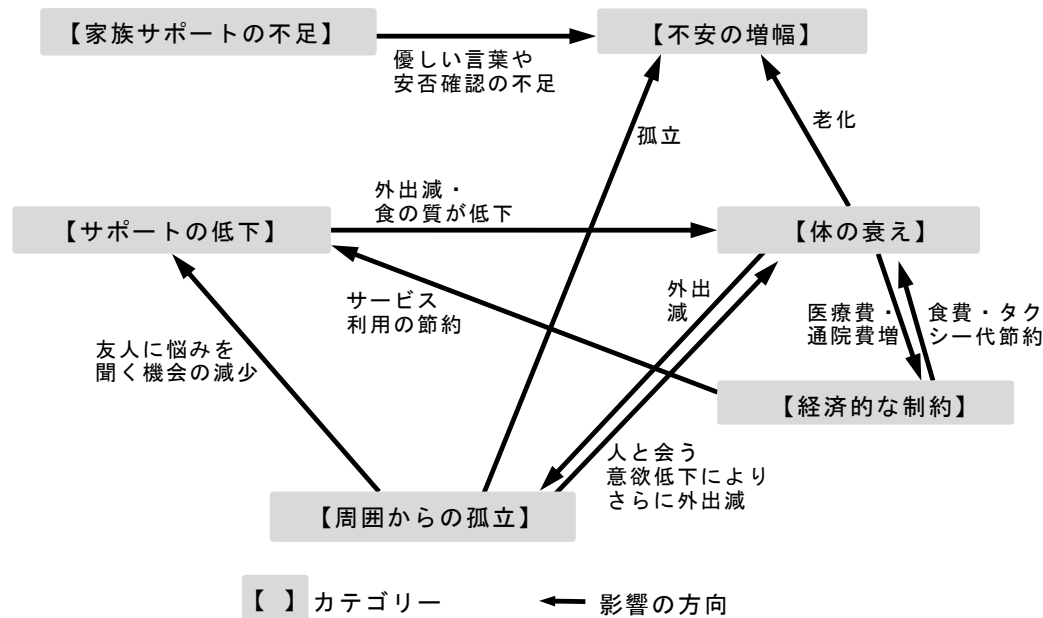 【家族サポートの不足】
【不安の増幅】
優しい言葉や
安否確認の不足
老化
孤立
外出減・
食の質が低下
【サポートの低下】
【体の衰え】
サービス
利用の節約
外出
減
医療費・
通院費増
食費・タク
シー代節約
友人に悩みを
聞く機会の減少
【経済的な制約】
人と会う
意欲低下により
さらに外出減
【周囲からの孤立】
【 】カテゴリー
影響の方向